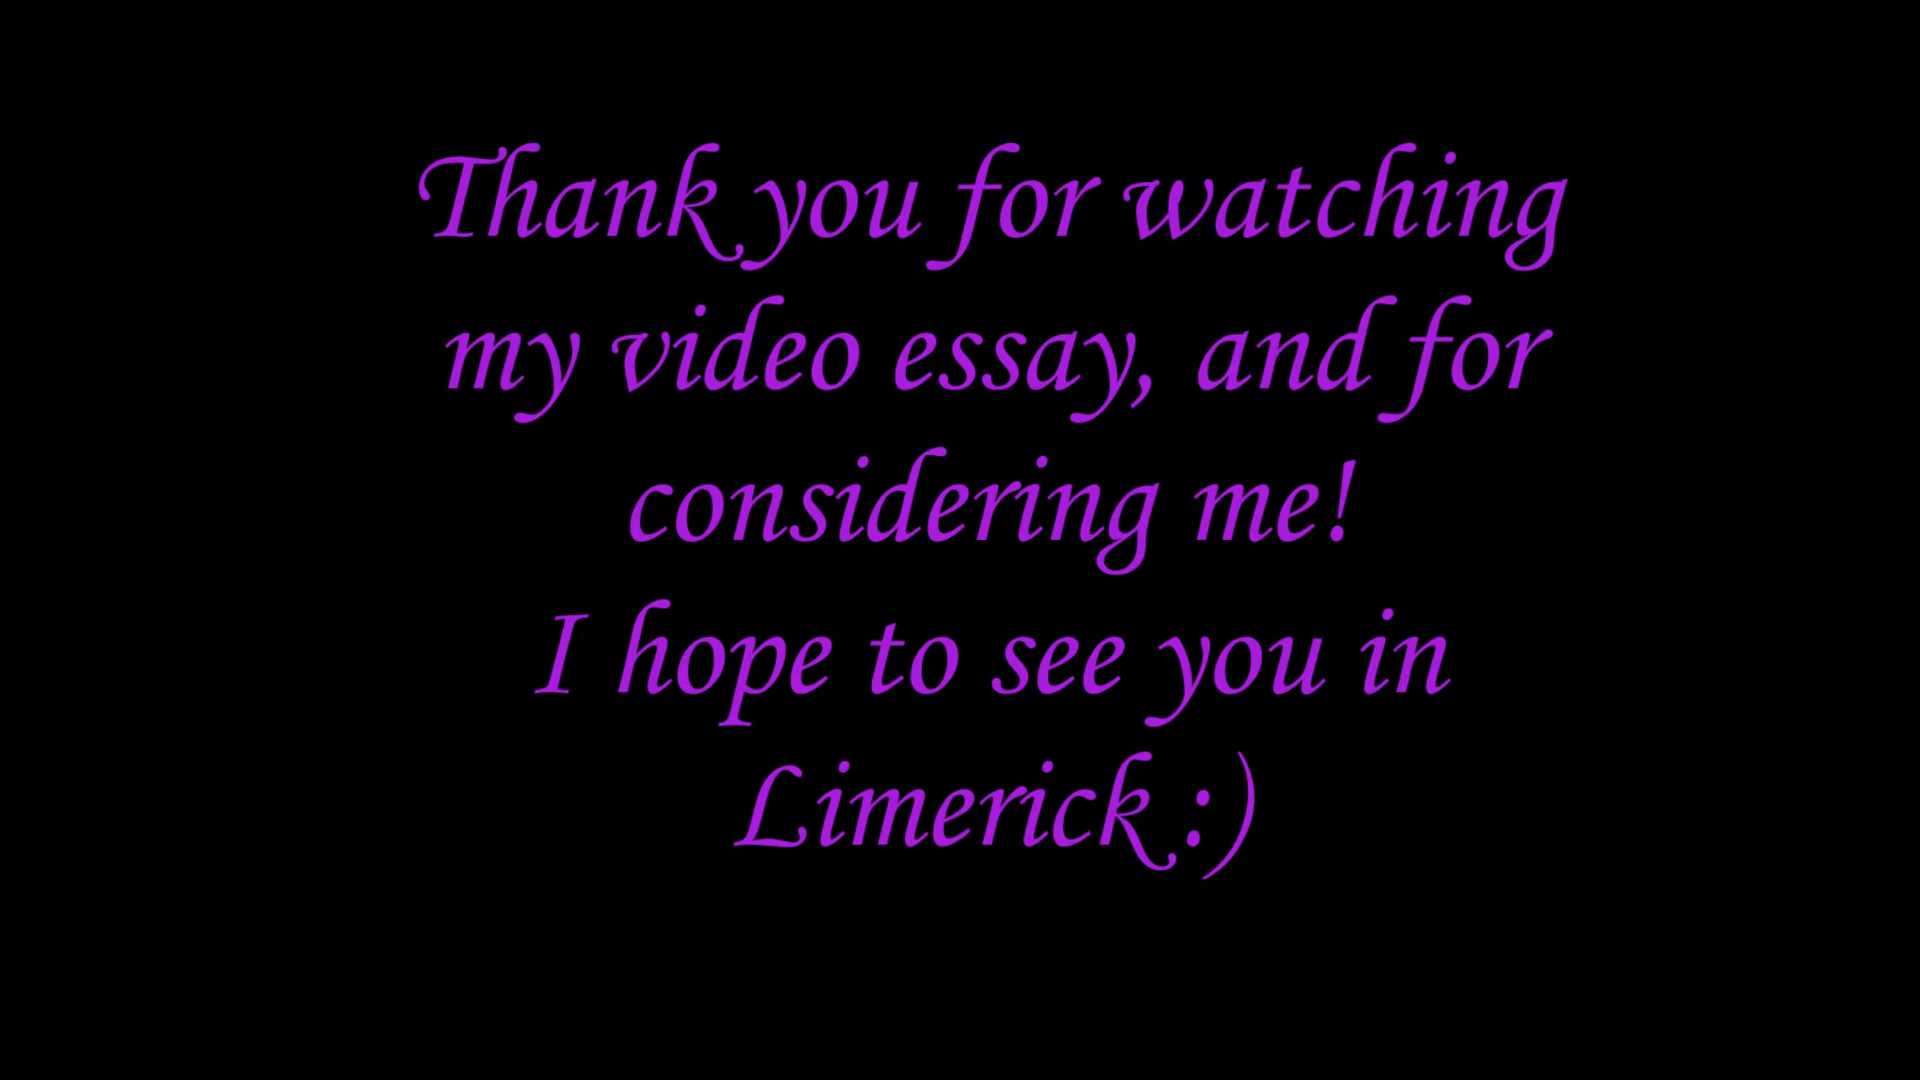 Thank you for watching
my video essay, and for
considering me!
I hope to see you in
Limerick :)